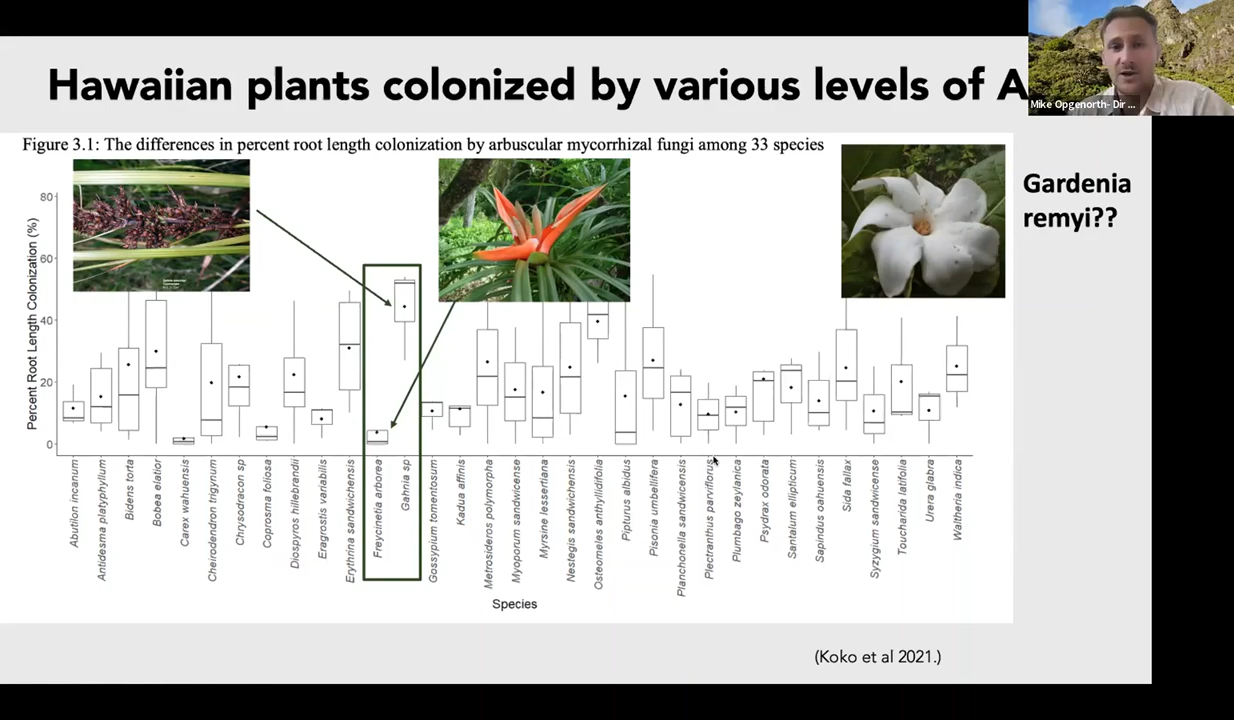 Hawaiian plants colonized by various levels of A
Mike Opgenorth- Dir ...
Figure 3.1: The differences in percent root length colonization by arbuscular mycorrhizal fungi among 33 species
Gardenia
remyi??
Percent Root Length Colonization (%)
80
60
40
20
0
Abutilon incanum
Antidesma platyphyllum
Bidens torta
Bobea elatior
Carex wahuensis
Cheirodendron trigynum
Chrysodracon sp
Coprosma foliosa
Diospyros hillebrandii
Eragrostis variabilis
Erythrina sandwichensis
Freycinetia arborea
Gahnia sp
Gossypium tomentosum
Kadua affinis
Metrosideros polymorpha
Myoporum sandwicense
Myrsine lessertiana
Nestegis sandwichensis
Osteomeles anthyllidifolia
Pipturus albidus
Pisonia umbellifera
Planchonella sandwicensis
Plectranthus parviflorus
Plumbago zeylanica
Psydrax odorata
Santalum ellipticum
Sapindus oahuensis
Sida fallax
Syzygium sandwicense
Touchardia latifolia
Urera glabra
Waltheria indica
Species
(Koko et al 2021.)